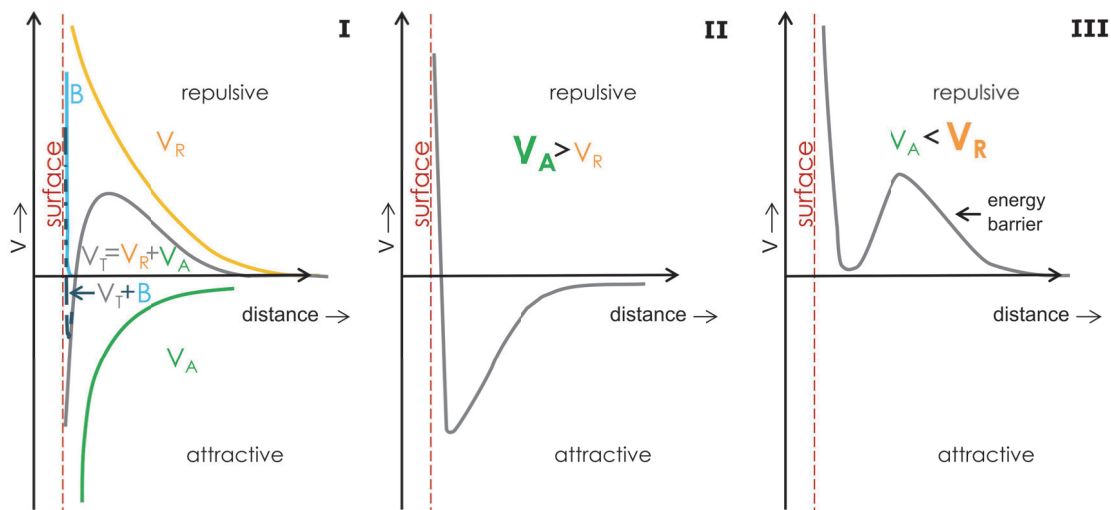 I
B
repulsive
V_R
surface
V →
V_T=V_R+V_A
←V_T+B
distance →
V_A
attractive
II
repulsive
V_A>V_R
surface
V →
distance →
attractive
III
repulsive
V_A < V_R
surface
energy
barrier
V →
distance →
attractive